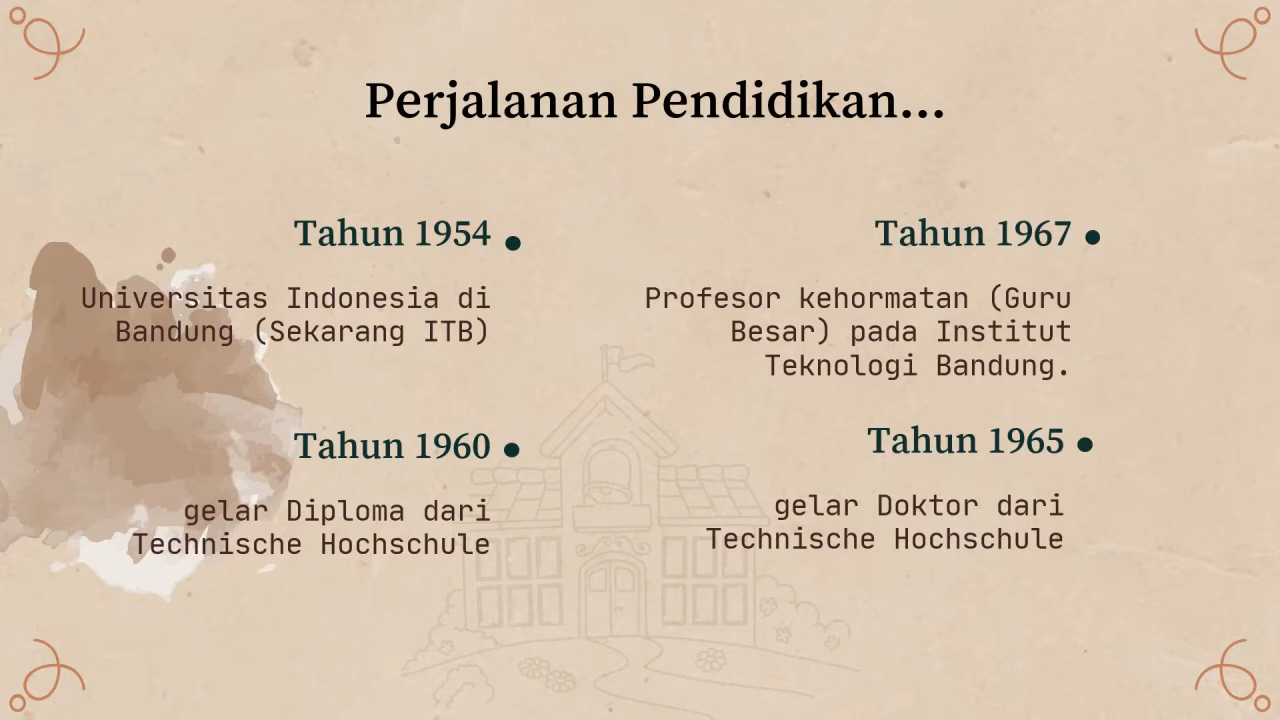 Perjalanan Pendidikan...
Tahun 1954
Universitas Indonesia di
Bandung (Sekarang ITB)
Tahun 1960
gelar Diploma dari
Technische Hochschule
Tahun 1967
Profesor kehormatan (Guru
Besar) pada Institut
Teknologi Bandung.
Tahun 1965
gelar Doktor dari
Technische Hochschule